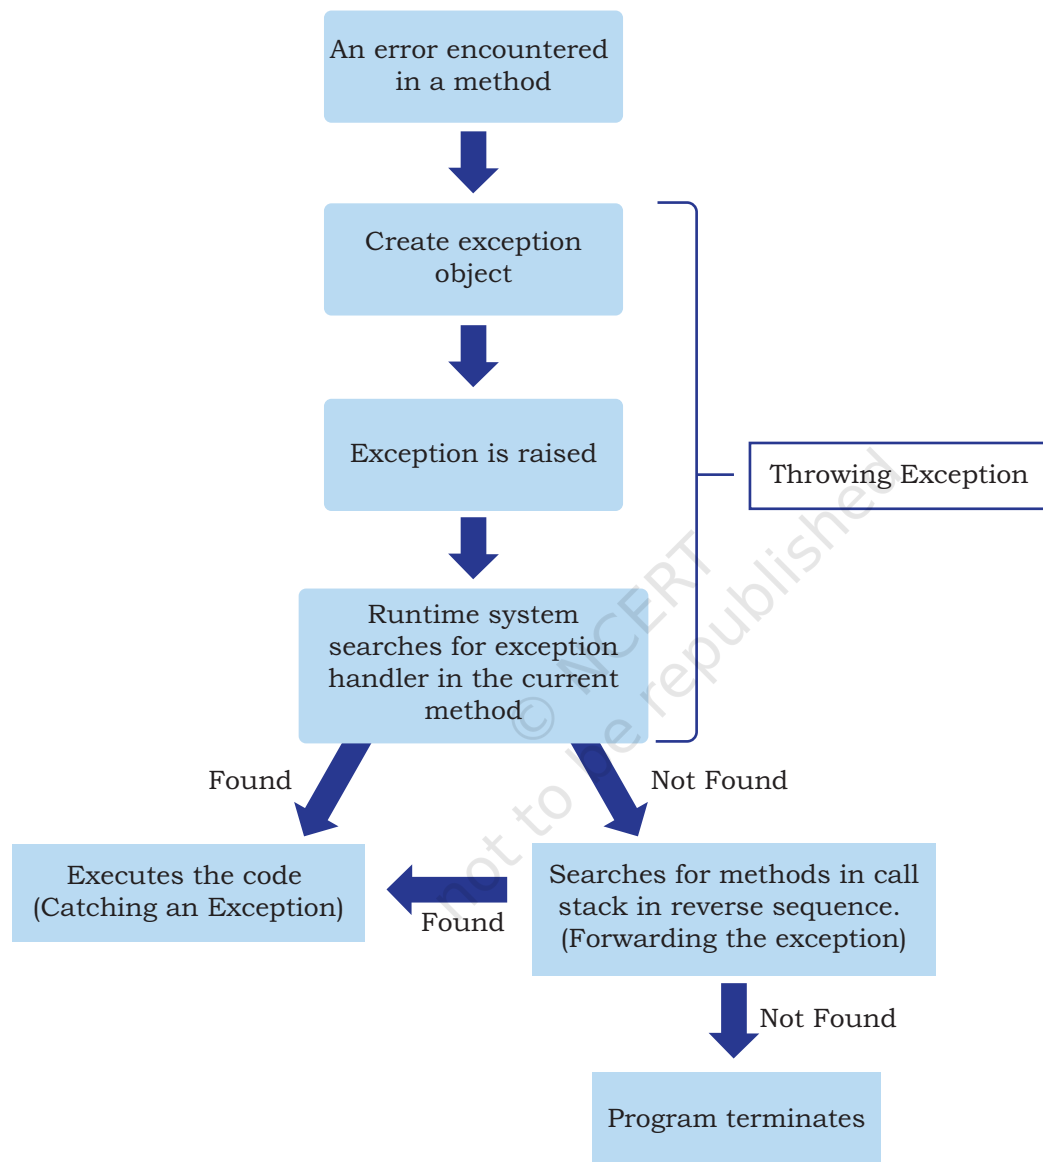 An error encountered
in a method
Create exception
object
Exception is raised
Throwing Exception
Runtime system
searches for exception
handler in the current
method
Found
Not Found
Executes the code
(Catching an Exception)
Found
Searches for methods in call
stack in reverse sequence.
(Forwarding the exception)
Not Found
Program terminates
© NCERT
not to be republished